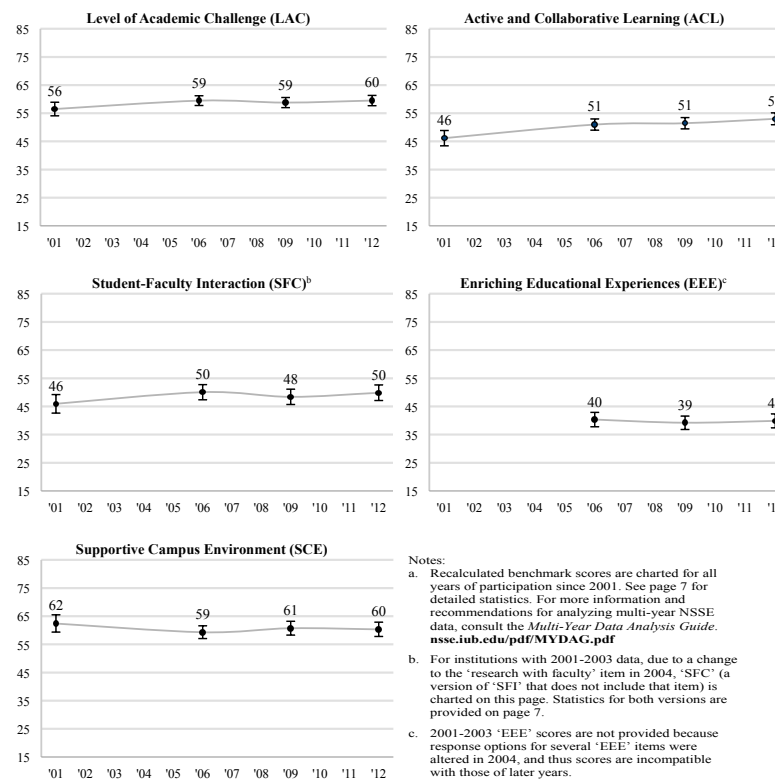 Level of Academic Challenge (LAC)
85
75
65
55
45
35
25
15
56
59
59
60
'01 '02 '03 '04 '05 '06 '07 '08 '09 '10 '11 '12
Active and Collaborative Learning (ACL)
85
75
65
55
45
35
25
15
46
51
51
'01 '02 '03 '04 '05 '06 '07 '08 '09 '10 '11
Student-Faculty Interaction (SFC)b
85
75
65
55
45
35
25
15
46
50
48
50
'01 '02 '03 '04 '05 '06 '07 '08 '09 '10 '11 '12
Enriching Educational Experiences (EEE)c
85
75
65
55
45
35
25
15
40
39
'01 '02 '03 '04 '05 '06 '07 '08 '09 '10 '11
Supportive Campus Environment (SCE)
85
75
65
55
45
35
25
15
62
59
61
60
'01 '02 '03 '04 '05 '06 '07 '08 '09 '10 '11 '12
Notes:
a. Recalculated benchmark scores are charted for all
years of participation since 2001. See page 7 for
detailed statistics. For more information and
recommendations for analyzing multi-year NSSE
data, consult the Multi-Year Data Analysis Guide.
nsse.iub.edu/pdf/MYDAG.pdf
b. For institutions with 2001-2003 data, due to a change
to the ‘research with faculty’ item in 2004, ‘SFC’ (a
version of ‘SFI’ that does not include that item) is
charted on this page. Statistics for both versions are
provided on page 7.
c. 2001-2003 ‘EEE’ scores are not provided because
response options for several ‘EEE’ items were
altered in 2004, and thus scores are incompatible
with those of later years.